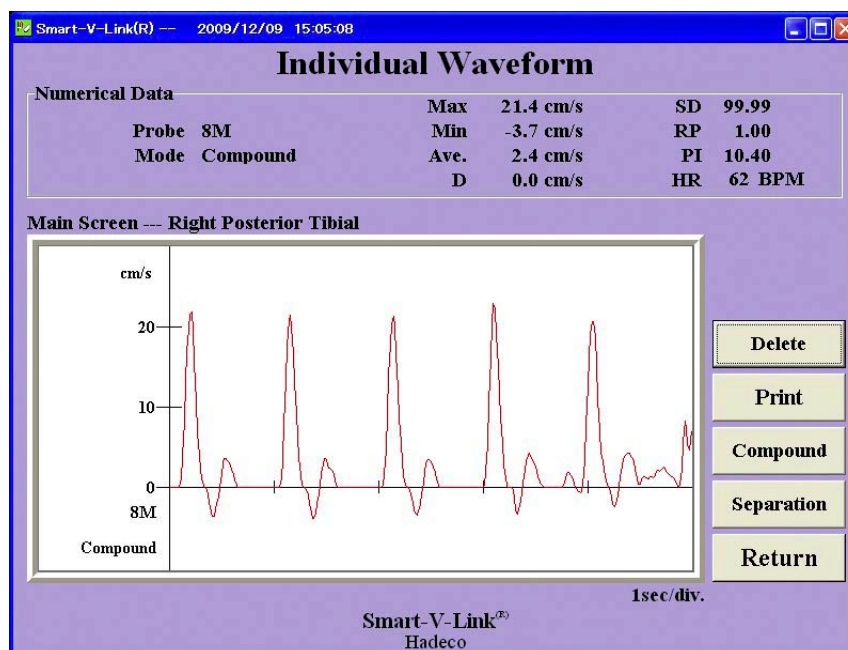 Smart-V-Link(R) -- 2009/12/09 15:05:08
Individual Waveform
Numerical Data
Max 21.4 cm/s SD 99.99
Probe 8M Min -3.7 cm/s RP 1.00
Mode Compound Ave. 2.4 cm/s PI 10.40
D 0.0 cm/s HR 62 BPM
Main Screen --- Right Posterior Tibial
cm/s
20
10
0
8M
Compound
Delete
Print
Compound
Separation
Return
1sec/div.
Smart-V-Link(R)
Hadeco